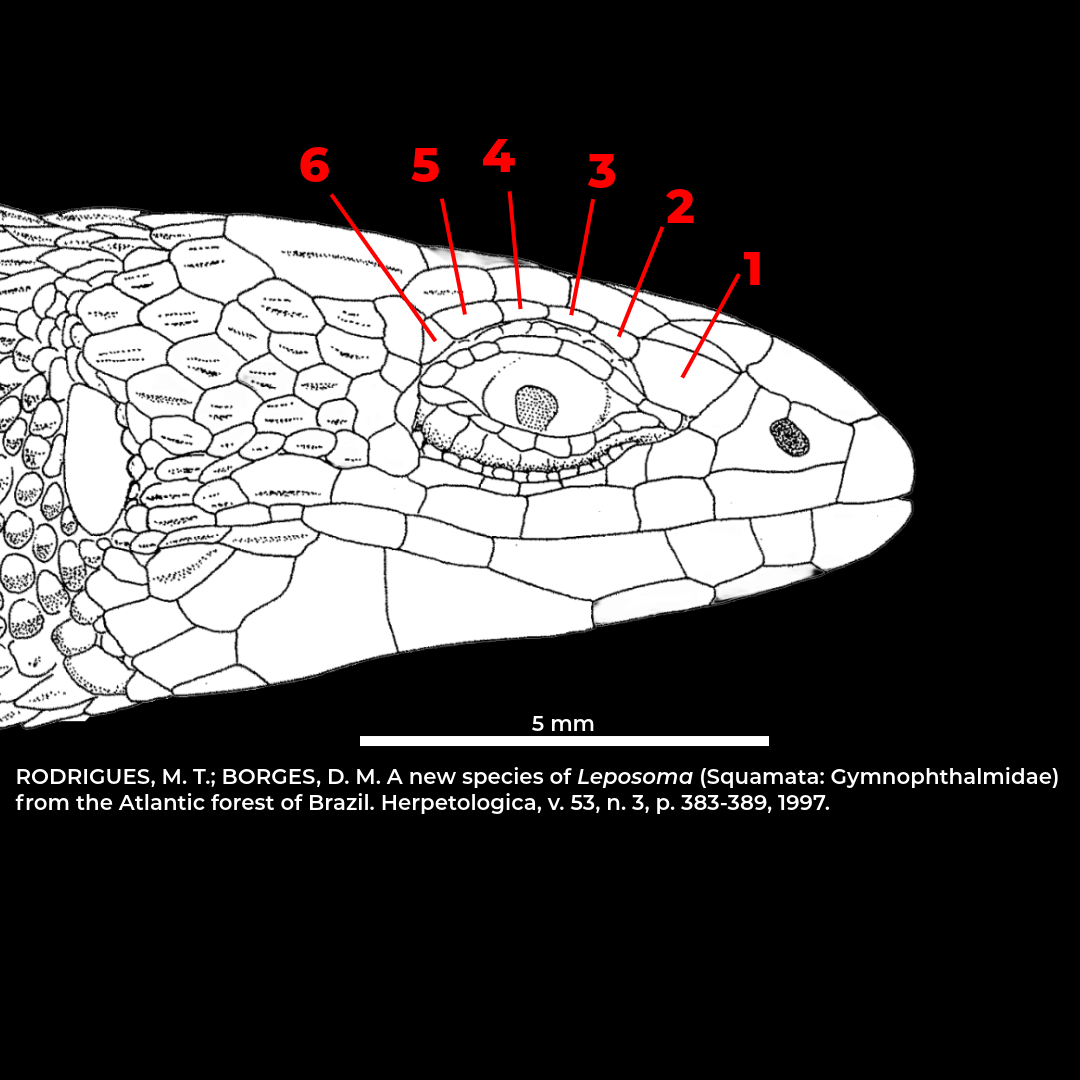 6
5
4
3
2
1
5 mm
RODRIGUES, M. T.; BORGES, D. M. A new species of Leposoma (Squamata: Gymnophthalmidae)
from the Atlantic forest of Brazil. Herpetologica, v. 53, n. 3, p. 383-389, 1997.